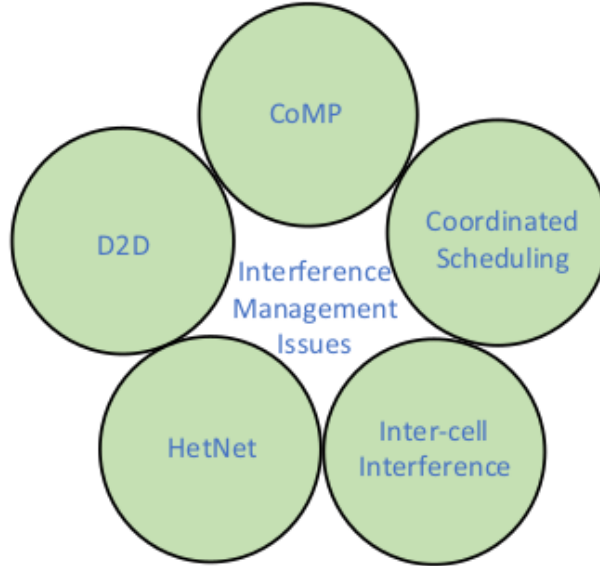 CoMP
Coordinated
Scheduling
D2D
Interference
Management
Issues
HetNet
Inter-cell
Interference